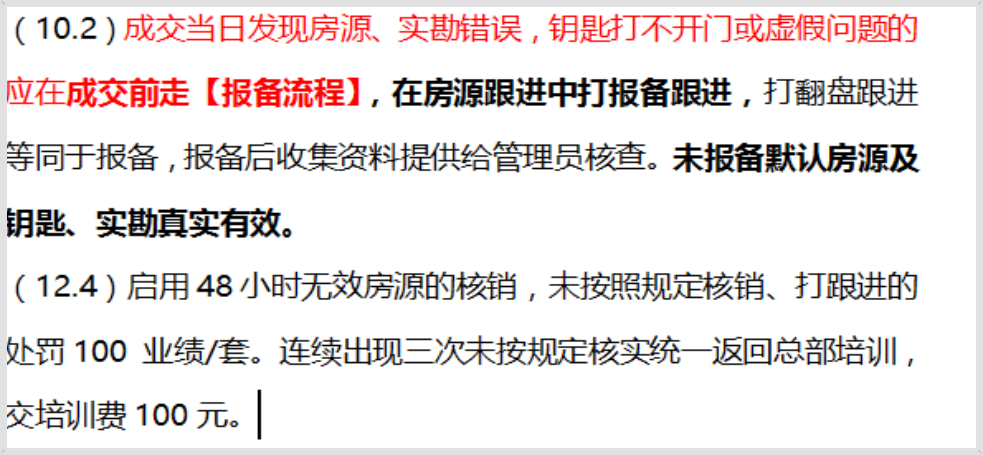 （10.2）成交当日发现房源、实勘错误，钥匙打不开门或虚假问题的
应在成交前走【报备流程】，在房源跟进中打报备跟进，打翻盘跟进
等同于报备，报备后收集资料提供给管理员核查。未报备默认房源及
钥匙、实勘真实有效。
（12.4）启用 48 小时无效房源的核销，未按照规定核销、打跟进的
处罚 100 业绩/套。连续出现三次未按规定核实统一返回总部培训，
交培训费 100 元。